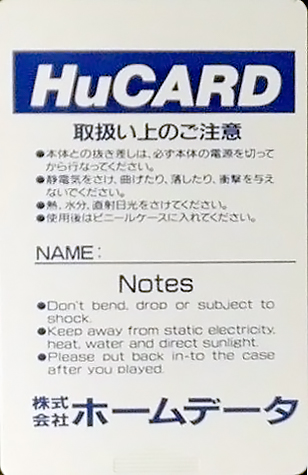 HuCARD
取扱い上のご注意
●本体との抜き差しは、必ず本体の電源を切って
から行なってください。
●静電気をさけ、曲げたり、落したり、衝撃を与え
ないでください。
●熱、水分、直射日光をさけてください。
●使用後はビニールケースに入れてください。
NAME:
Notes
●Don't bend, drop or subject to
shock.
●Keep away from static electricity,
heat, water and direct sunlight.
●Please put back in-to the case
after you played.
株式会社 ホームデータ